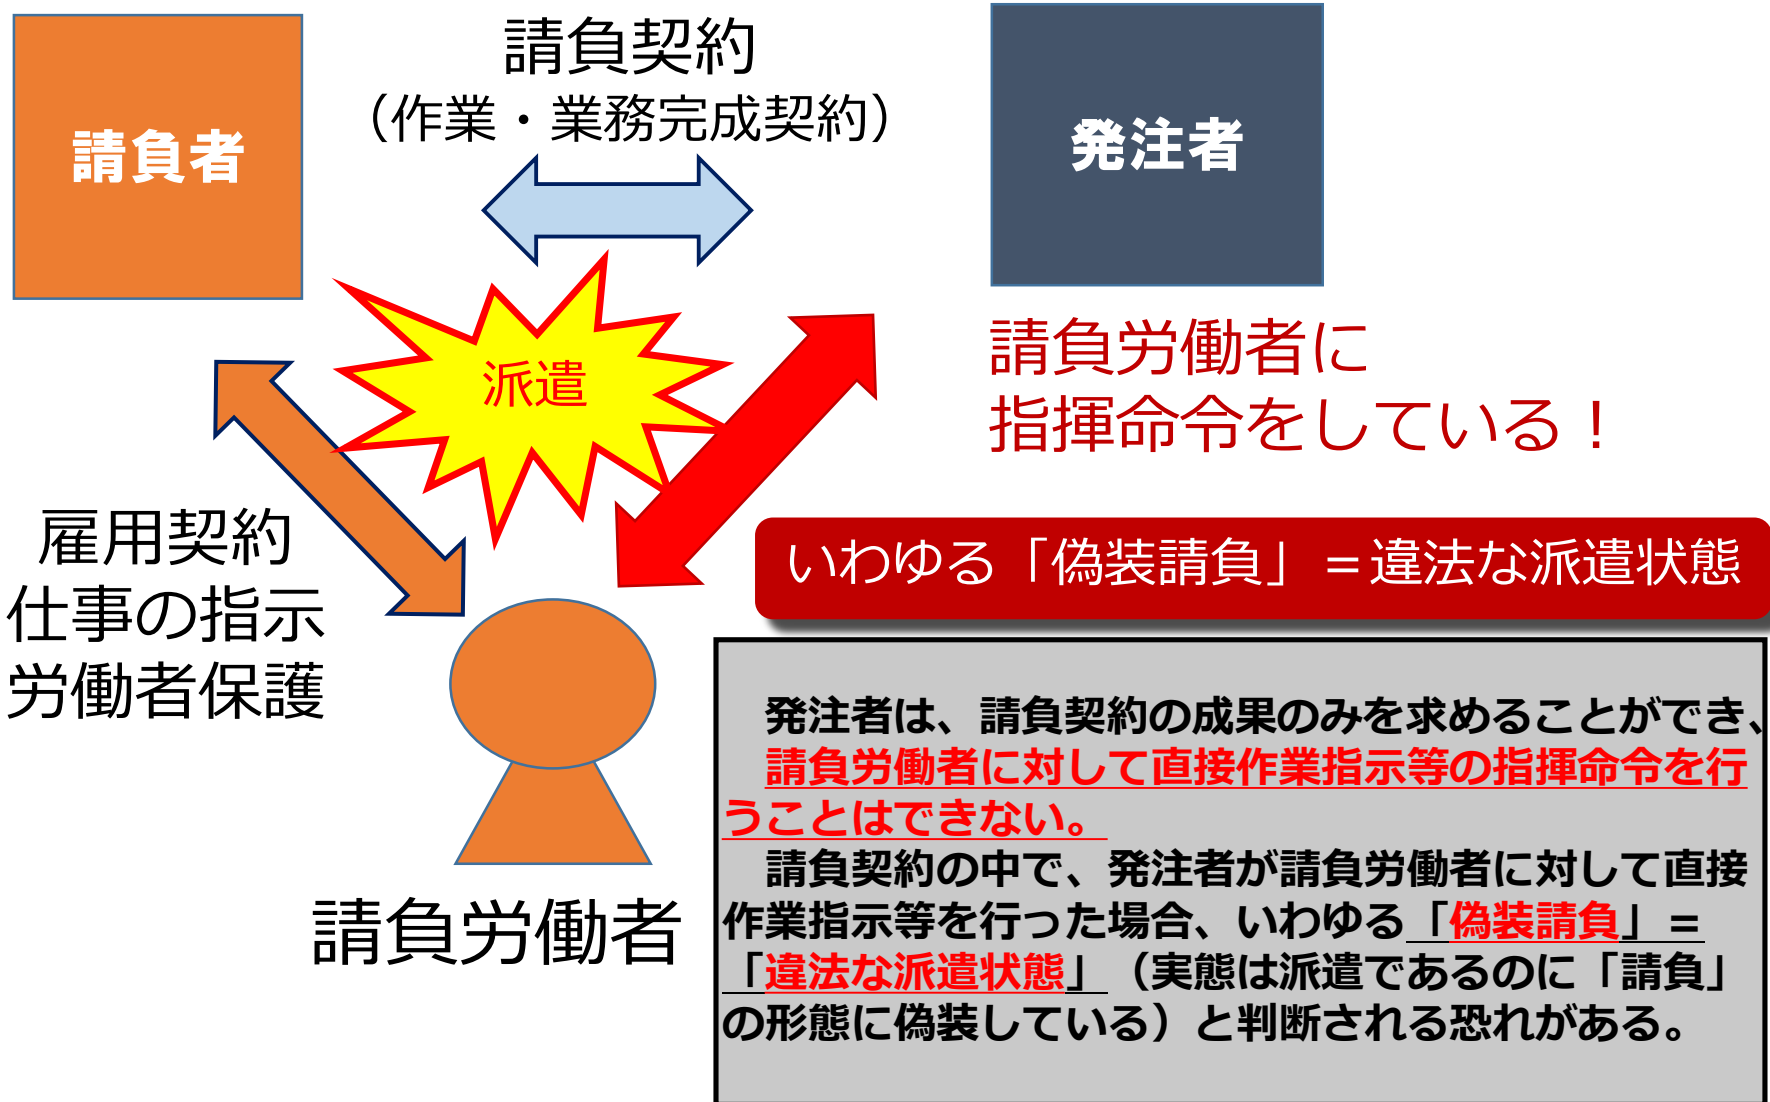 請負契約
（作業・業務完成契約）
請負者
発注者
派遣
請負労働者に
指揮命令をしている！
雇用契約
仕事の指示
労働者保護
いわゆる「偽装請負」＝違法な派遣状態
請負労働者
発注者は、請負契約の成果のみを求めることができ、
請負労働者に対して直接作業指示等の指揮命令を行
うことはできない。
請負契約の中で、発注者が請負労働者に対して直接
作業指示等を行った場合、いわゆる「偽装請負」＝
「違法な派遣状態」（実態は派遣であるのに「請負」
の形態に偽装している）と判断される恐れがある。